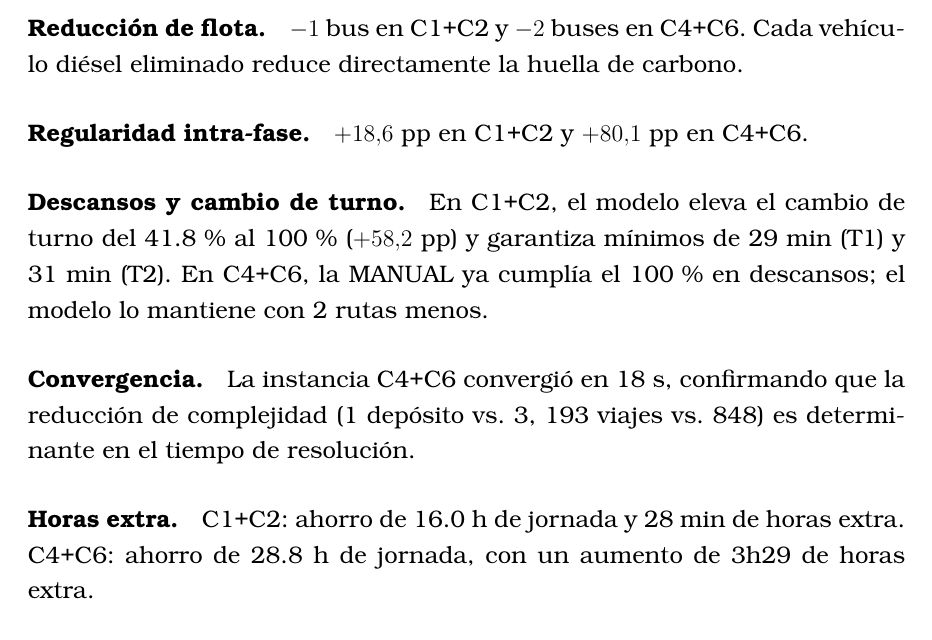 Reducción de flota. −1 bus en C1+C2 y −2 buses en C4+C6. Cada vehícu-
lo diésel eliminado reduce directamente la huella de carbono.
Regularidad intra-fase. +18,6 pp en C1+C2 y +80,1 pp en C4+C6.
Descansos y cambio de turno. En C1+C2, el modelo eleva el cambio de
turno del 41.8 % al 100 % (+58,2 pp) y garantiza mínimos de 29 min (T1) y
31 min (T2). En C4+C6, la MANUAL ya cumplía el 100 % en descansos; el
modelo lo mantiene con 2 rutas menos.
Convergencia. La instancia C4+C6 convergió en 18 s, confirmando que la
reducción de complejidad (1 depósito vs. 3, 193 viajes vs. 848) es determi-
nante en el tiempo de resolución.
Horas extra. C1+C2: ahorro de 16.0 h de jornada y 28 min de horas extra.
C4+C6: ahorro de 28.8 h de jornada, con un aumento de 3h29 de horas
extra.